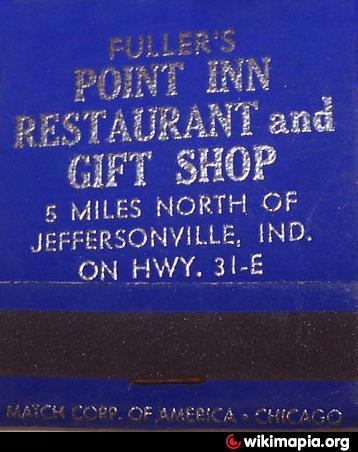 FULLER'S
POINT INN
RESTAURANT and
GIFT SHOP
5 MILES NORTH OF
JEFFERSONVILLE, IND.
ON HWY. 31-E
MATCH CORP. OF AMERICA - CHICAGO
wikimapia.org